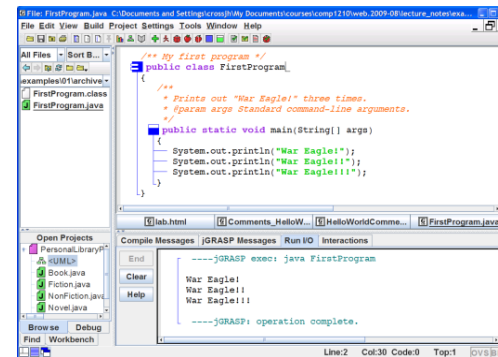 File: FirstProgram.java C:\Documents and Settings\crossjh\My Documents\courses\comp1210\web.2009-08\lecture_notes\exa...
File Edit View Build Project Settings Tools Window Help
All Files Sort B...
examples\01\archive
FirstProgram.class
FirstProgram.java
/** My first program */
public class FirstProgram
{
/**
* Prints out "War Eagle!" three times.
* @param args Standard command-line arguments.
*/
public static void main(String[] args)
{
System.out.println("War Eagle!");
System.out.println("War Eagle!!");
System.out.println("War Eagle!!!");
}
}
lab.html Comments_HelloW... HelloWorldComme... FirstProgram.java
Open Projects
PersonalLibraryP
<UML>
Book.java
Fiction.java
NonFiction.java
Novel.java
Browse Debug
Find Workbench
Compile Messages jGRASP Messages Run I/O Interactions
End
Clear
Help
----jGRASP exec: java FirstProgram
War Eagle!
War Eagle!!
War Eagle!!!
----jGRASP: operation complete.
Line:2 Col:30 Code:0 Top:1 OVS